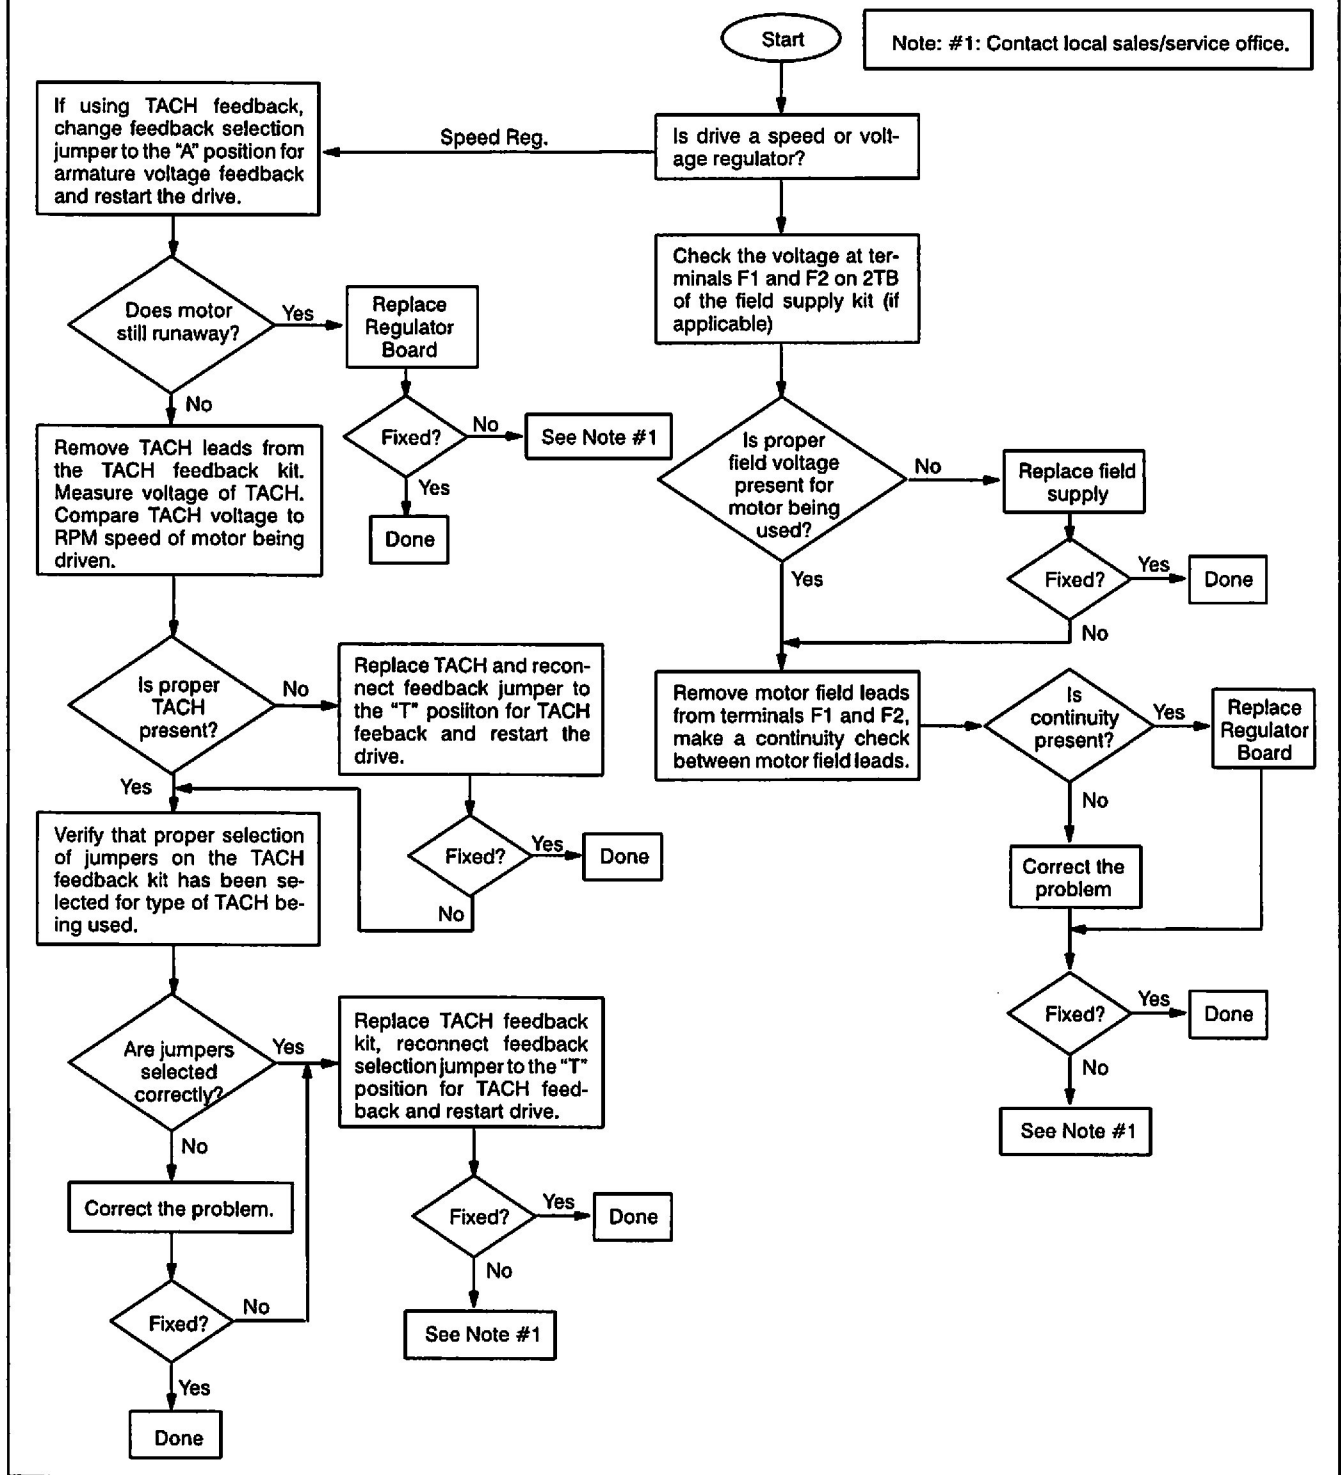 Start
Note: #1: Contact local sales/service office.
Is drive a speed or volt-
age regulator?
Speed Reg.
If using TACH feedback,
change feedback selection
jumper to the "A" position for
armature voltage feedback
and restart the drive.
Does motor
still runaway?
Yes
Replace
Regulator
Board
Fixed?
No
See Note #1
Yes
Done
No
Remove TACH leads from
the TACH feedback kit.
Measure voltage of TACH.
Compare TACH voltage to
RPM speed of motor being
driven.
Is proper
TACH
present?
No
Replace TACH and recon-
nect feedback jumper to
the "T" posiiton for TACH
feeback and restart the
drive.
Yes
Fixed?
Yes
Done
No
Verify that proper selection
of jumpers on the TACH
feedback kit has been se-
lected for type of TACH be-
ing used.
Are jumpers
selected
correctly?
Yes
Replace TACH feedback
kit, reconnect feedback
selection jumper to the "T"
position for TACH feed-
back and restart drive.
No
Correct the problem.
Fixed?
No
Yes
Done
Fixed?
Yes
Done
No
See Note #1
Check the voltage at ter-
minals F1 and F2 on 2TB
of the field supply kit (if
applicable)
Is proper
field voltage
present for
motor being
used?
No
Replace field
supply
Fixed?
Yes
Done
No
Yes
Remove motor field leads
from terminals F1 and F2,
make a continuity check
between motor field leads.
Is
continuity
present?
Yes
Replace
Regulator
Board
No
Correct the
problem
Fixed?
Yes
Done
No
See Note #1